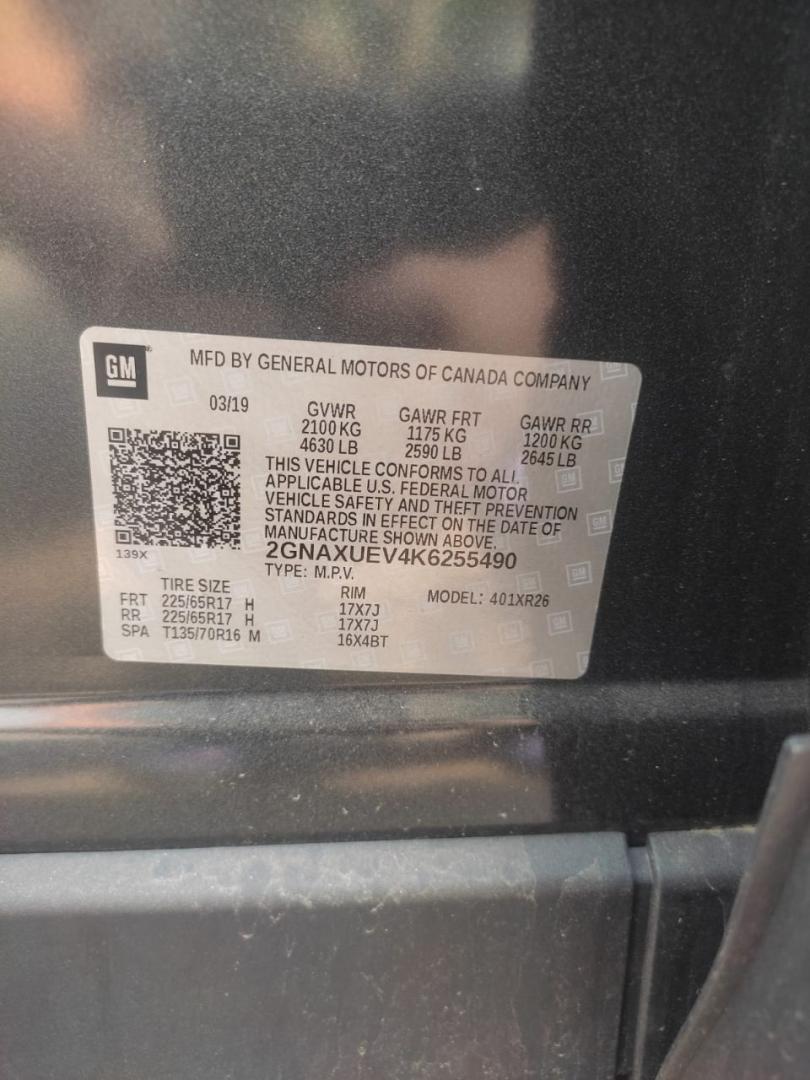 GM
MFD BY GENERAL MOTORS OF CANADA COMPANY
03/19
GVWR GAWR FRT GAWR RR
2100 KG 1175 KG 1200 KG
4630 LB 2590 LB 2645 LB
THIS VEHICLE CONFORMS TO ALL
APPLICABLE U.S. FEDERAL MOTOR
VEHICLE SAFETY AND THEFT PREVENTION
STANDARDS IN EFFECT ON THE DATE OF
MANUFACTURE SHOWN ABOVE.
139X
2GNAXUEV4K6255490
TYPE: M.P.V.
TIRE SIZE RIM MODEL: 401XR26
FRT 225/65R17 H 17X7J
RR 225/65R17 H 17X7J
SPA T135/70R16 M 16X4BT